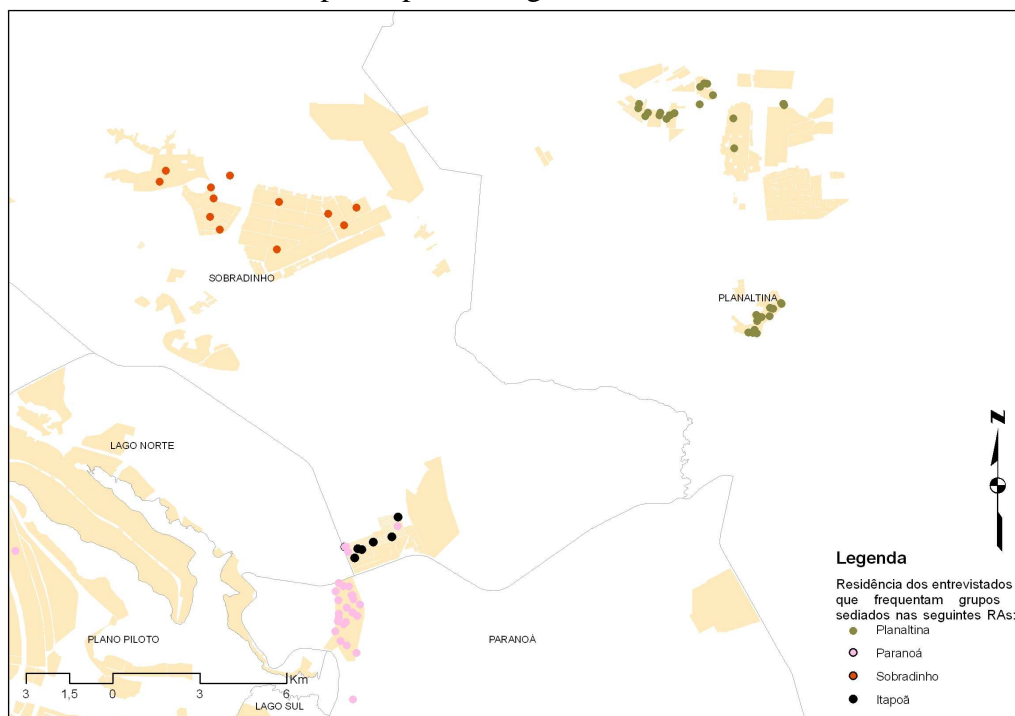 SOBRADINHO
PLANALTINA
LAGO NORTE
PLANO PILOTO
PARANOÁ
LAGO SUL
Km
3 1,5 0 3 6
Legenda
Residência dos entrevistados
que frequentam grupos
sediados nas seguintes RAs:
Planaltina
Paranoá
Sobradinho
Itapoã